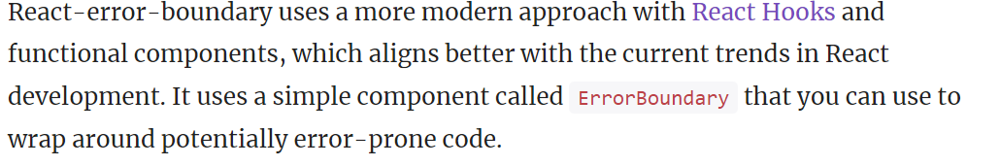 React-error-boundary uses a more modern approach with React Hooks and
functional components, which aligns better with the current trends in React
development. It uses a simple component called ErrorBoundary that you can use to
wrap around potentially error-prone code.